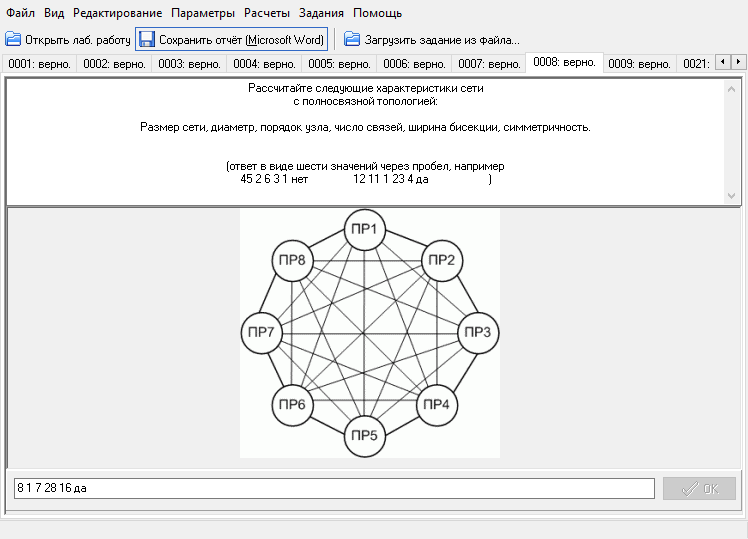 Файл Вид Редактирование Параметры Расчеты Задания Помощь
Открыть лаб. работу Сохранить отчёт (Microsoft Word) Загрузить задание из файла...
0001: верно. 0002: верно. 0003: верно. 0004: верно. 0005: верно. 0006: верно. 0007: верно. 0008: верно. 0009: верно. 0021:
Рассчитайте следующие характеристики сети
с полносвязной топологией:
Размер сети, диаметр, порядок узла, число связей, ширина бисекции, симметричность.
(ответ в виде шести значений через пробел, например
45 2 6 3 1 нет 12 11 1 23 4 да )
ПР1
ПР8 ПР2
ПР7 ПР3
ПР6 ПР4
ПР5
8 1 7 28 16 да OK